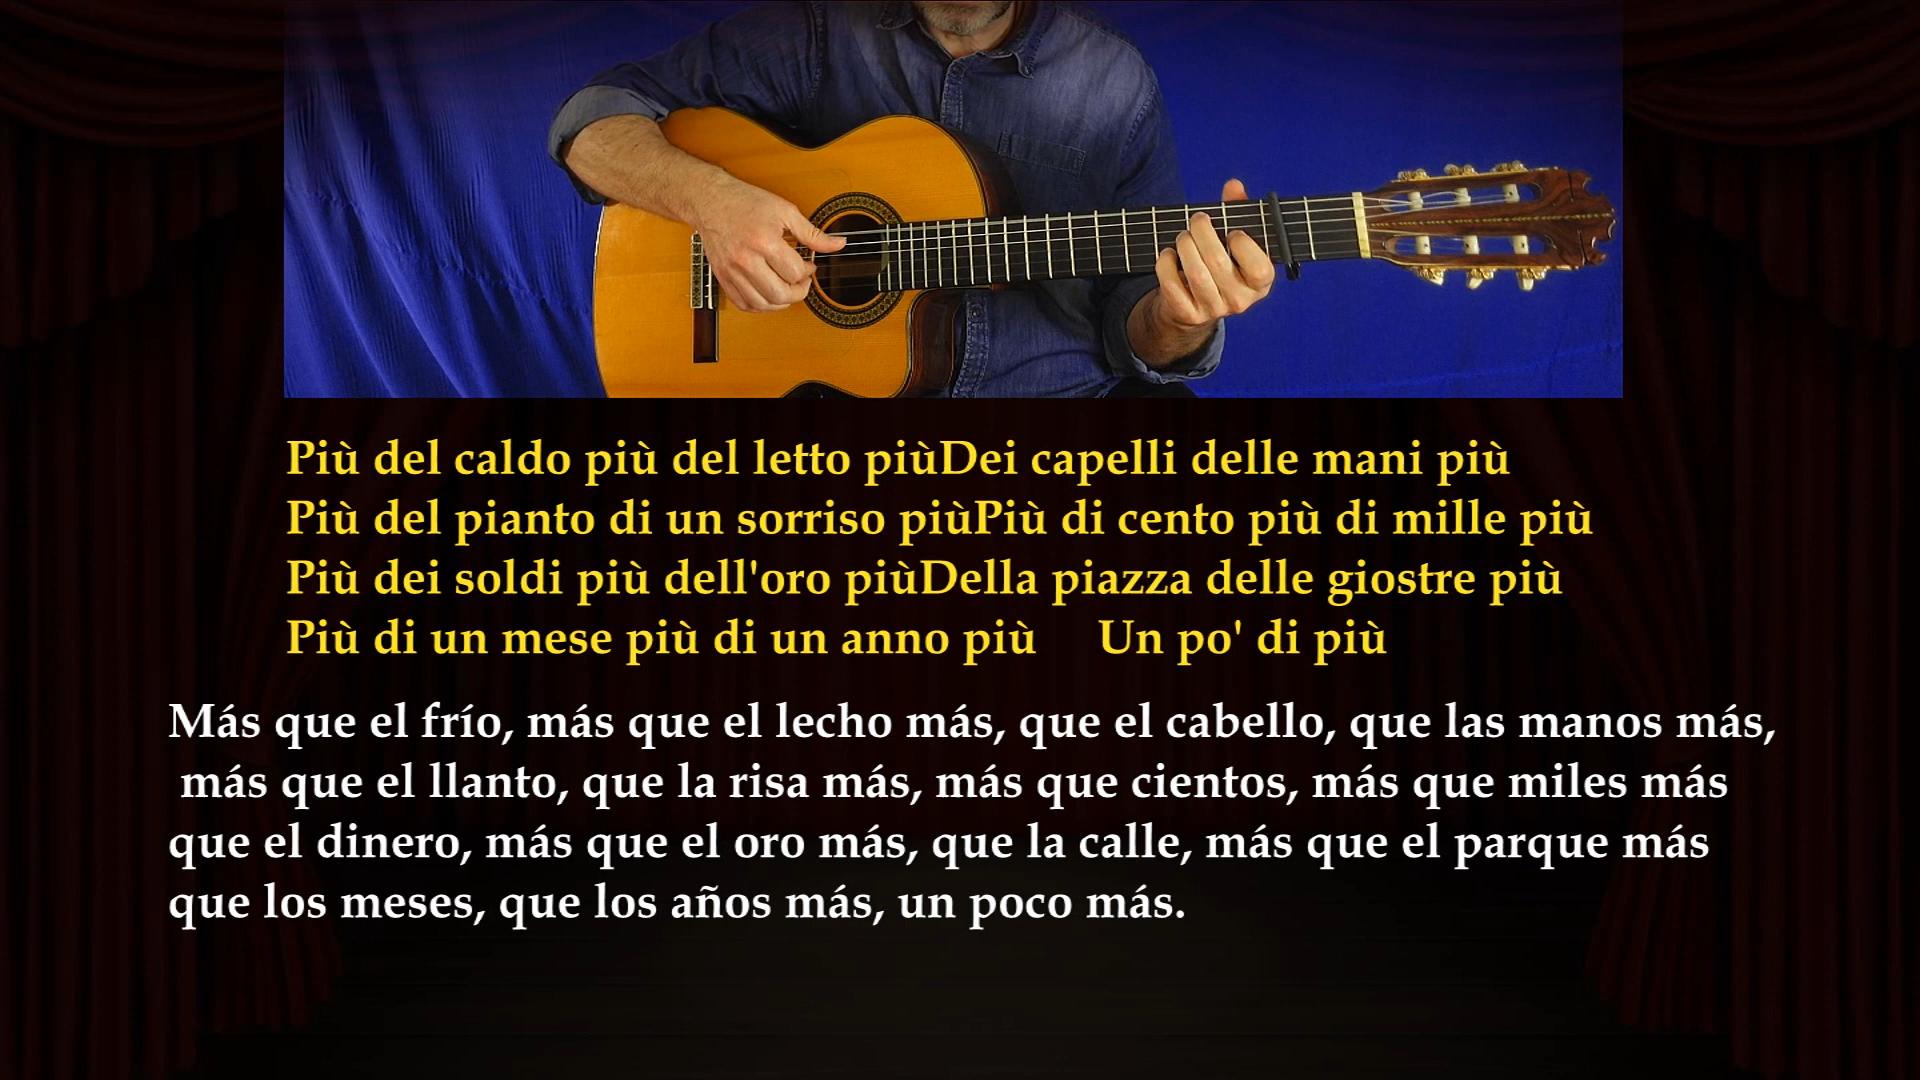 Più del caldo più del letto piùDei capelli delle mani più
Più del pianto di un sorriso piùPiù di cento più di mille più
Più dei soldi più dell'oro piùDella piazza delle giostre più
Più di un mese più di un anno più Un po' di più
Más que el frío, más que el lecho más, que el cabello, que las manos más,
más que el llanto, que la risa más, más que cientos, más que miles más
que el dinero, más que el oro más, que la calle, más que el parque más
que los meses, que los años más, un poco más.